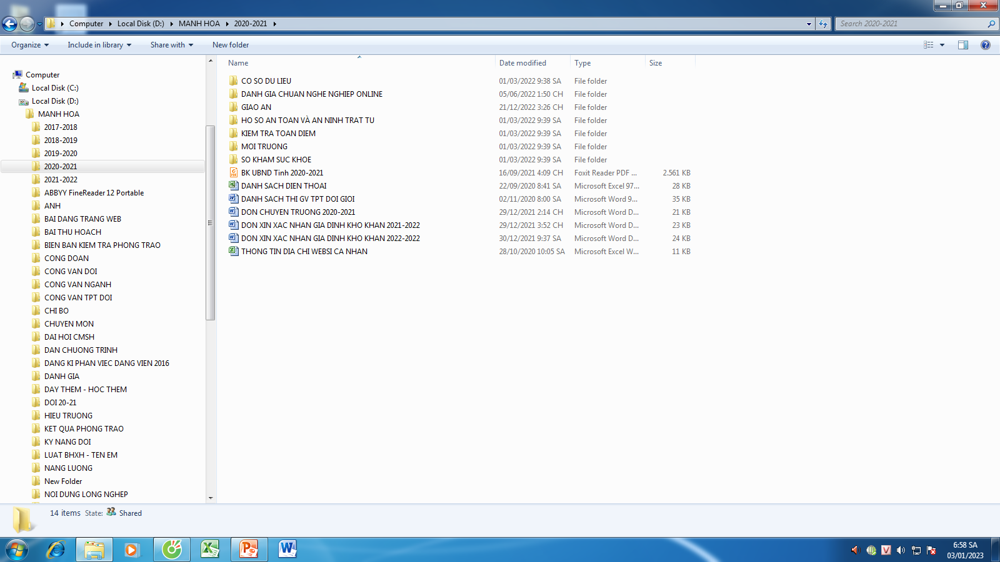 Computer Local Disk (D:) MANH HOA 2020-2021
Search 2020-2021
Organize Include in library Share with New folder
Computer
Local Disk (C:)
Local Disk (D:)
MANH HOA
2017-2018
2018-2019
2019-2020
2020-2021
2021-2022
ABBYY FineReader 12 Portable
ANH
BAI DANG TRANG WEB
BAI THU HOACH
BIEN BAN KIEM TRA PHONG TRAO
CONG DOAN
CONG VAN DOI
CONG VAN NGANH
CONG VAN TPT DOI
CHI BO
CHUYEN MON
DAI HOI CMSH
DAN CHUONG TRINH
DANG KI PHAN VIEC DANG VIEN 2016
DANH GIA
DAY THEM - HOC THEM
DOI 20-21
HIEU TRUONG
KET QUA PHONG TRAO
KY NANG DOI
LUAT BHXH - TEN EM
NANG LUONG
New Folder
NOI DUNG LONG NGHEP
Name Date modified Type Size
CO SO DU LIEU 01/03/2022 9:38 SA File folder
DANH GIA CHUAN NGHE NGHIEP ONLINE 05/06/2022 1:50 CH File folder
GIAO AN 21/12/2022 3:26 CH File folder
HO SO AN TOAN VÀ AN NINH TRAT TU 01/03/2022 9:39 SA File folder
KIEM TRA TOAN DIEM 01/03/2022 9:39 SA File folder
MOI TRUONG 01/03/2022 9:39 SA File folder
SO KHAM SUC KHOE 01/03/2022 9:39 SA File folder
BK UBND Tinh 2020-2021 16/09/2021 4:09 CH Foxit Reader PDF ... 2.561 KB
DANH SACH DIEN THOAI 22/09/2020 8:41 SA Microsoft Excel 97... 28 KB
DANH SACH THI GV TPT DOI GIOI 02/11/2020 8:00 SA Microsoft Word 9... 35 KB
DON CHUYEN TRUONG 2020-2021 29/12/2021 2:14 CH Microsoft Word D... 21 KB
DON XIN XAC NHAN GIA DINH KHO KHAN 2021-2022 29/12/2021 3:52 CH Microsoft Word D... 23 KB
DON XIN XAC NHAN GIA DINH KHO KHAN 2022-2022 30/12/2021 9:37 SA Microsoft Word D... 24 KB
THONG TIN DIA CHI WEBSI CA NHAN 28/10/2020 10:05 SA Microsoft Excel W... 11 KB
14 items State: Shared
6:58 SA
03/01/2023